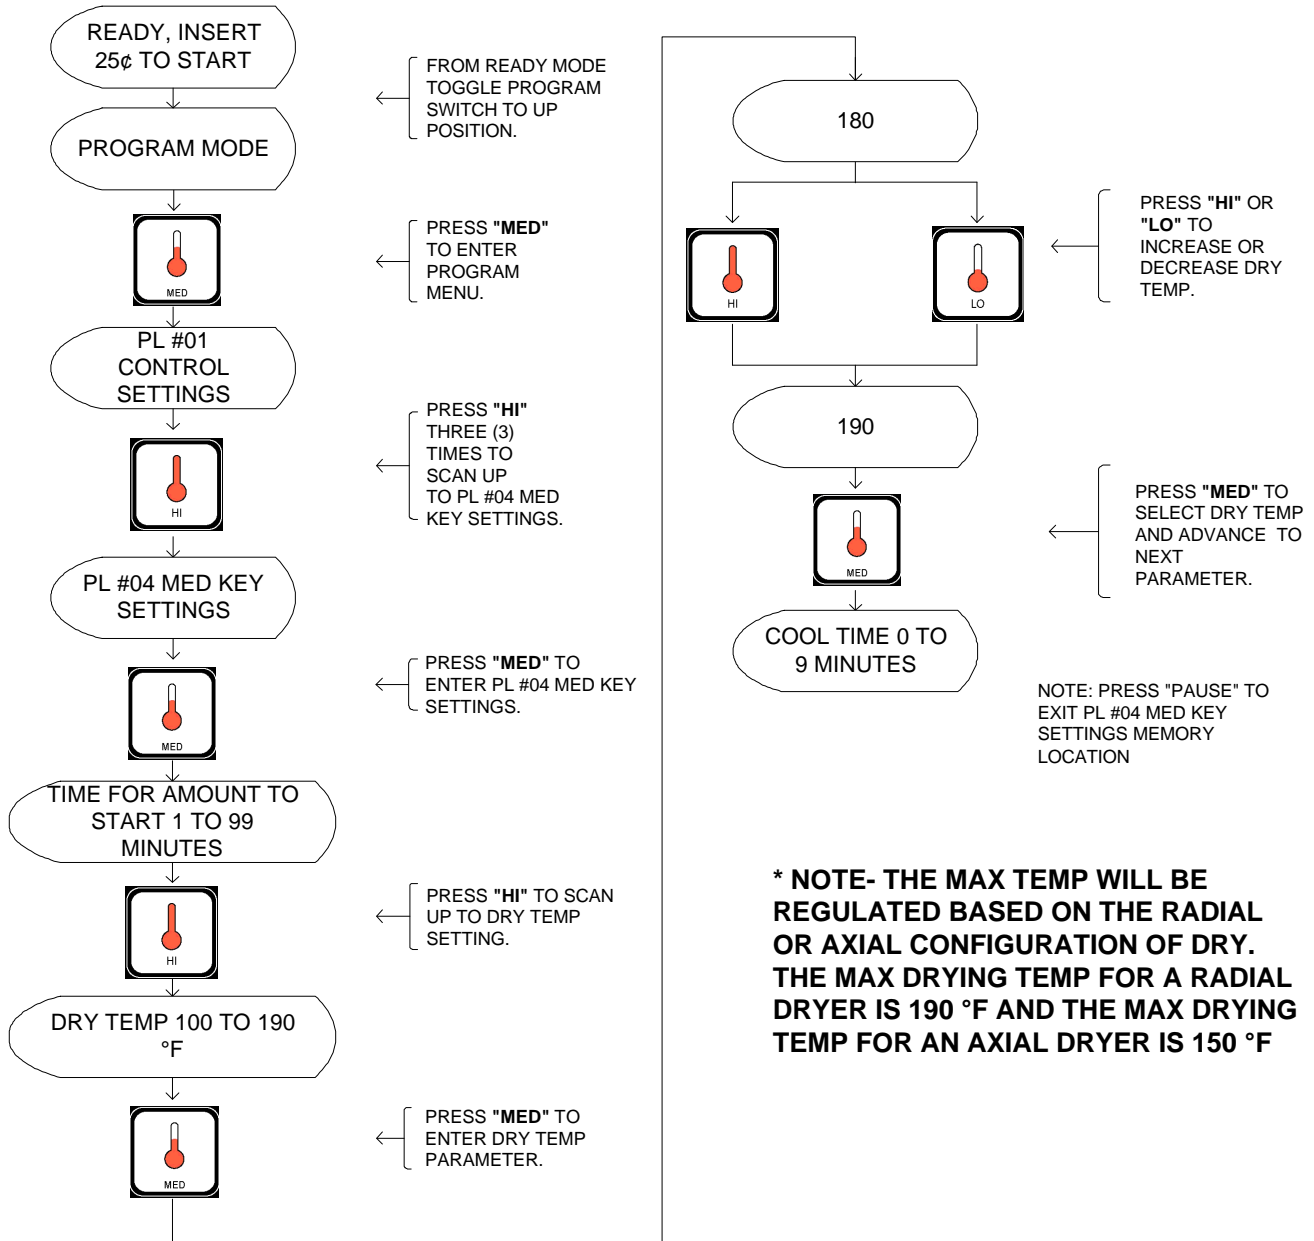 READY, INSERT
25¢ TO START
FROM READY MODE
TOGGLE PROGRAM
SWITCH TO UP
POSITION.
PROGRAM MODE
MED
PRESS "MED"
TO ENTER
PROGRAM
MENU.
PL #01
CONTROL
SETTINGS
HI
PRESS "HI"
THREE (3)
TIMES TO
SCAN UP
TO PL #04 MED
KEY SETTINGS.
PL #04 MED KEY
SETTINGS
MED
PRESS "MED" TO
ENTER PL #04 MED KEY
SETTINGS.
TIME FOR AMOUNT TO
START 1 TO 99
MINUTES
HI
PRESS "HI" TO SCAN
UP TO DRY TEMP
SETTING.
DRY TEMP 100 TO 190
°F
MED
PRESS "MED" TO
ENTER DRY TEMP
PARAMETER.
180
HI
LO
PRESS "HI" OR
"LO" TO
INCREASE OR
DECREASE DRY
TEMP.
190
MED
PRESS "MED" TO
SELECT DRY TEMP
AND ADVANCE TO
NEXT
PARAMETER.
COOL TIME 0 TO
9 MINUTES
NOTE: PRESS "PAUSE" TO
EXIT PL #04 MED KEY
SETTINGS MEMORY
LOCATION
* NOTE- THE MAX TEMP WILL BE
REGULATED BASED ON THE RADIAL
OR AXIAL CONFIGURATION OF DRY.
THE MAX DRYING TEMP FOR A RADIAL
DRYER IS 190 °F AND THE MAX DRYING
TEMP FOR AN AXIAL DRYER IS 150 °F